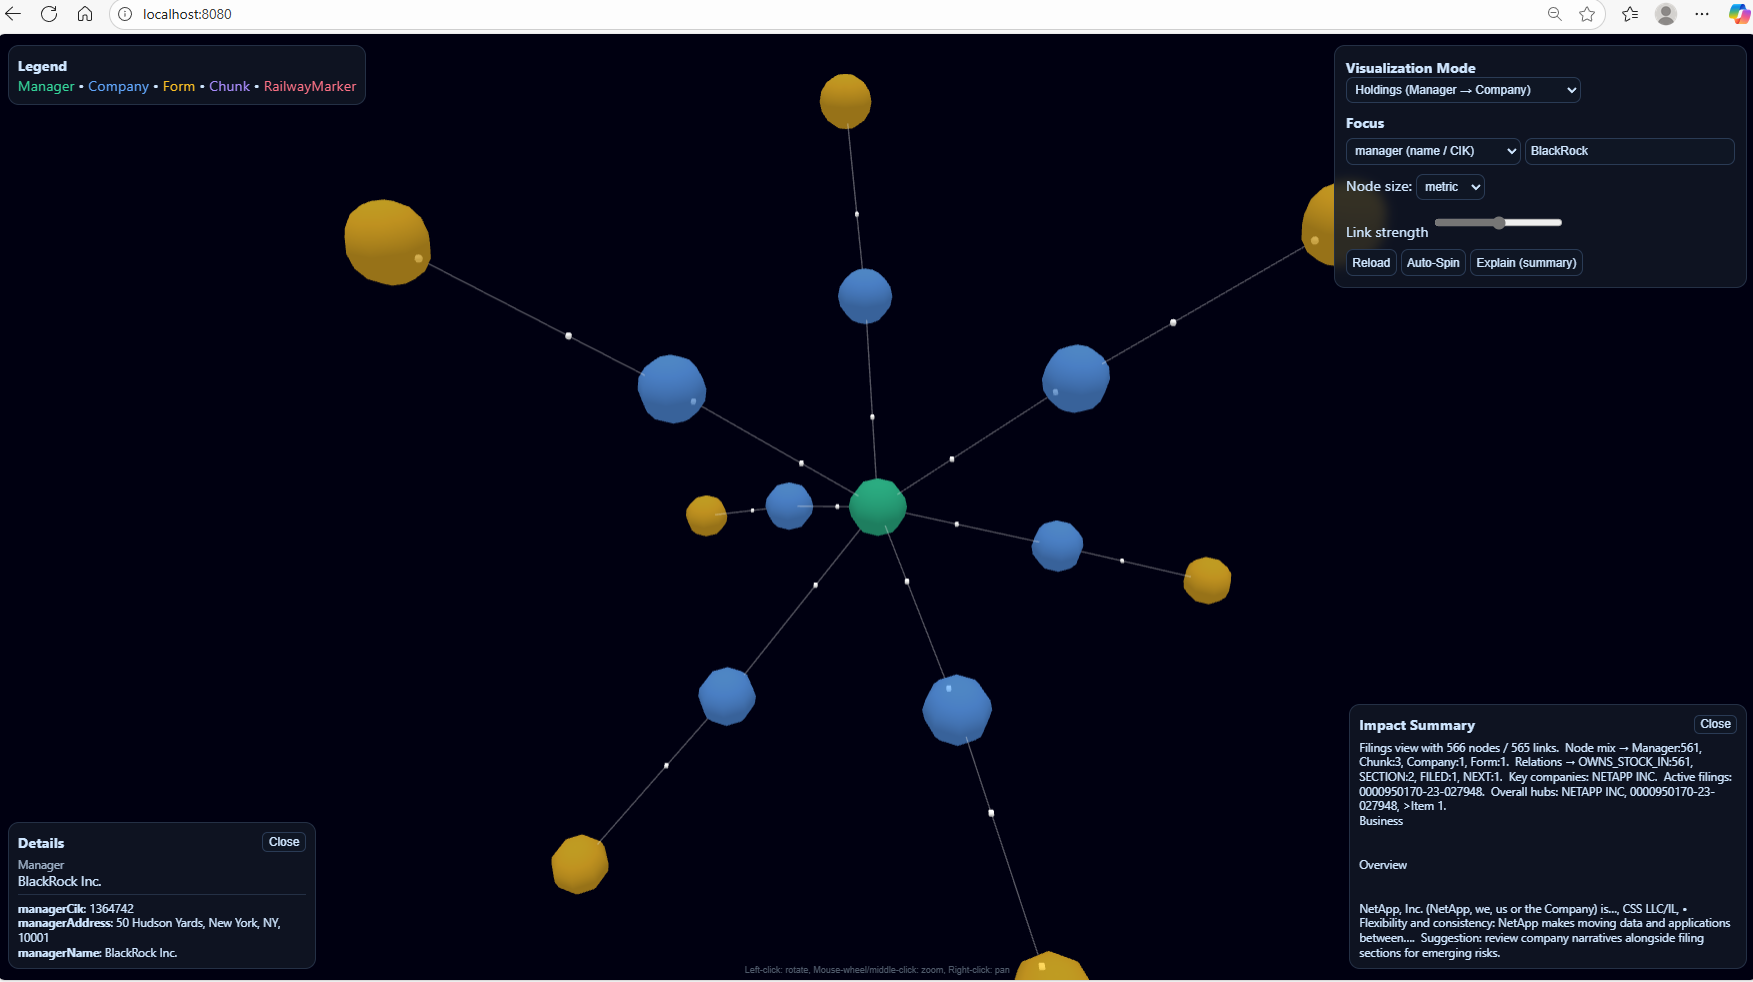 localhost:8080
Legend
Manager • Company • Form • Chunk • RailwayMarker
Visualization Mode
Holdings (Manager → Company)
Focus
manager (name / CIK) BlackRock
Node size: metric
Link strength
Reload Auto-Spin Explain (summary)
Details Close
Manager
BlackRock Inc.
managerCik: 1364742
managerAddress: 50 Hudson Yards, New York, NY,
10001
managerName: BlackRock Inc.
Impact Summary Close
Filings view with 566 nodes / 565 links. Node mix → Manager:561,
Chunk:3, Company:1, Form:1. Relations → OWNS_STOCK_IN:561,
SECTION:2, FILED:1, NEXT:1. Key companies: NETAPP INC. Active filings:
0000950170-23-027948. Overall hubs: NETAPP INC, 0000950170-23-
027948, >Item 1.
Business
Overview
NetApp, Inc. (NetApp, we, us or the Company) is..., CSS LLC/IL, •
Flexibility and consistency: NetApp makes moving data and applications
between.... Suggestion: review company narratives alongside filing
sections for emerging risks.
Left-click: rotate, Mouse-wheel/middle-click: zoom, Right-click: pan